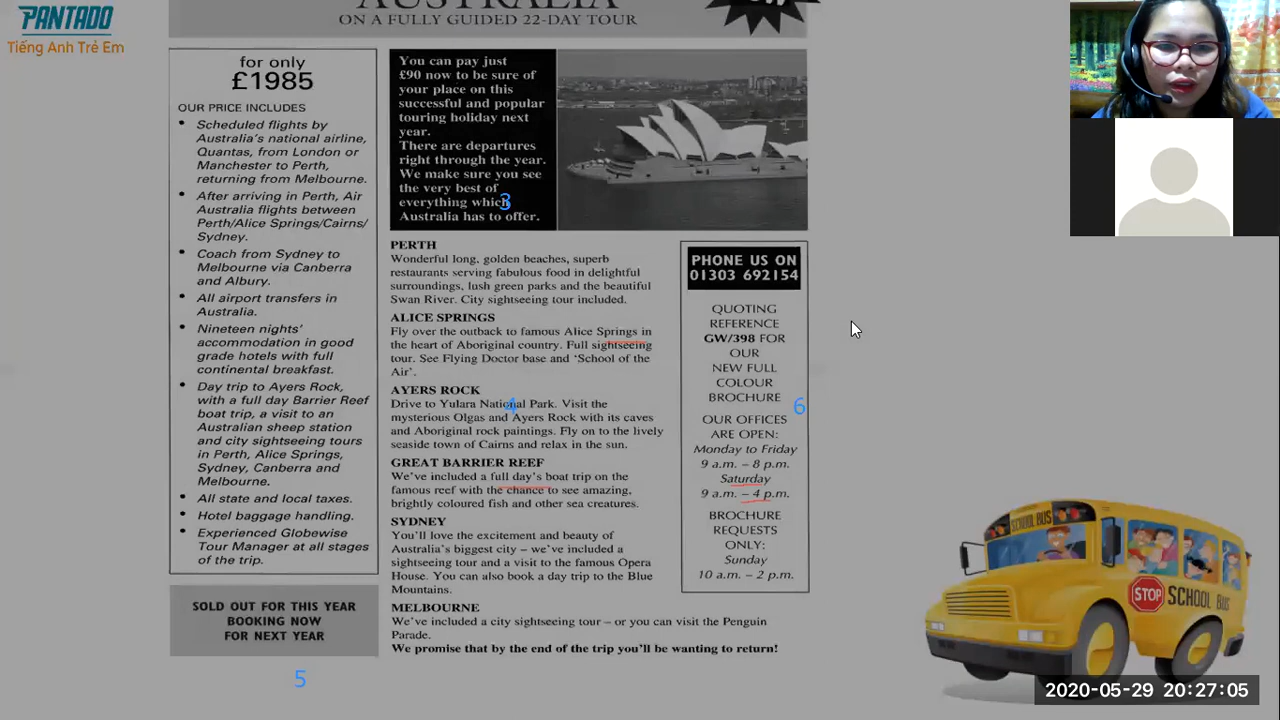 PANTADO
Tiếng Anh Trẻ Em
AUSTRALIA
ON A FULLY GUIDED 22-DAY TOUR
for only
£1985
OUR PRICE INCLUDES
• Scheduled flights by
Australia's national airline,
Quantas, from London or
Manchester to Perth,
returning from Melbourne.
• After arriving in Perth, Air
Australia flights between
Perth/Alice Springs/Cairns/
Sydney.
• Coach from Sydney to
Melbourne via Canberra
and Albury.
• All airport transfers in
Australia.
• Nineteen nights'
accommodation in good
grade hotels with full
continental breakfast.
• Day trip to Ayers Rock,
with a full day Barrier Reef
boat trip, a visit to an
Australian sheep station
and city sightseeing tours
in Perth, Alice Springs,
Sydney, Canberra and
Melbourne.
• All state and local taxes.
• Hotel baggage handling.
• Experienced Globewise
Tour Manager at all stages
of the trip.
SOLD OUT FOR THIS YEAR
BOOKING NOW
FOR NEXT YEAR
5
You can pay just
£90 now to be sure of
your place on this
successful and popular
touring holiday next
year.
There are departures
right through the year.
We make sure you see
the very best of
everything which
3
Australia has to offer.
PERTH
Wonderful long, golden beaches, superb
restaurants serving fabulous food in delightful
surroundings, lush green parks and the beautiful
Swan River. City sightseeing tour included.
ALICE SPRINGS
Fly over the outback to famous Alice Springs in
the heart of Aboriginal country. Full sightseeing
tour. See Flying Doctor base and 'School of the
Air'.
AYERS ROCK
Drive to Yulara National Park. Visit the
4
mysterious Olgas and Ayers Rock with its caves
and Aboriginal rock paintings. Fly on to the lively
seaside town of Cairns and relax in the sun.
GREAT BARRIER REEF
We've included a full day's boat trip on the
famous reef with the chance to see amazing,
brightly coloured fish and other sea creatures.
SYDNEY
You'll love the excitement and beauty of
Australia's biggest city – we've included a
sightseeing tour and a visit to the famous Opera
House. You can also book a day trip to the Blue
Mountains.
MELBOURNE
We've included a city sightseeing tour – or you can visit the Penguin
Parade.
We promise that by the end of the trip you'll be wanting to return!
PHONE US ON
01303 692154
QUOTING
REFERENCE
GW/398 FOR
OUR
NEW FULL
COLOUR
BROCHURE
6
OUR OFFICES
ARE OPEN:
Monday to Friday
9 a.m. – 8 p.m.
Saturday
9 a.m. – 4 p.m.
BROCHURE
REQUESTS
ONLY:
Sunday
10 a.m. – 2 p.m.
SCHOOL BUS
STOP
SCHOOL BUS
2020-05-29 20:27:05